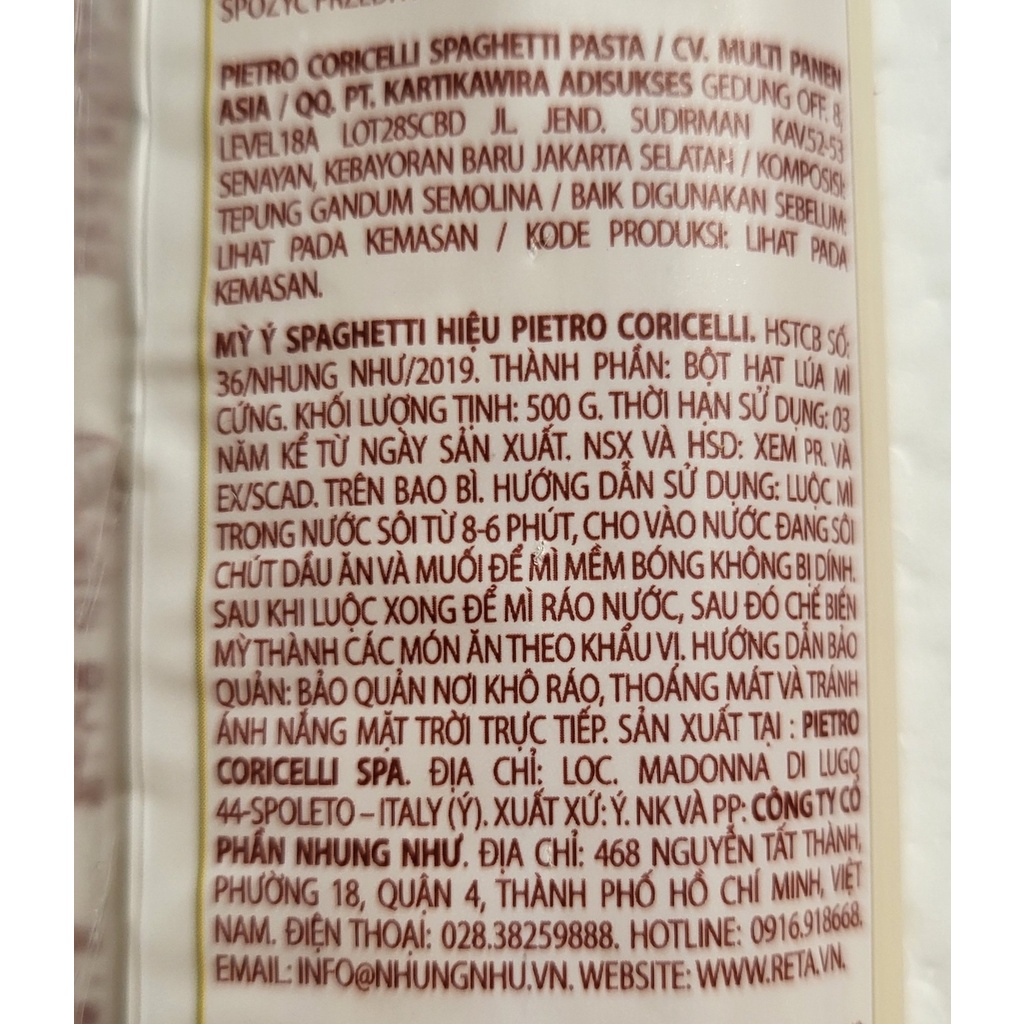 PIETRO CORICELLI SPAGHETTI PASTA / CV. MULTI PANEN
ASIA / QQ. PT. KARTIKAWIRA ADISUKSES GEDUNG OFF. 8,
LEVEL18A LOT28SCBD JL. JEND. SUDIRMAN KAV52-53
SENAYAN, KEBAYORAN BARU JAKARTA SELATAN / KOMPOSISI:
TEPUNG GANDUM SEMOLINA / BAIK DIGUNAKAN SEBELUM:
LIHAT PADA KEMASAN / KODE PRODUKSI: LIHAT PADA
KEMASAN.
MỲ Ý SPAGHETTI HIỆU PIETRO CORICELLI. HSTCB SỐ:
36/NHUNG NHƯ/2019. THÀNH PHẦN: BỘT HẠT LÚA MÌ
CỨNG. KHỐI LƯỢNG TỊNH: 500 G. THỜI HẠN SỬ DỤNG: 03
NĂM KỂ TỪ NGÀY SẢN XUẤT. NSX VÀ HSD: XEM PR. VÀ
EX/SCAD. TRÊN BAO BÌ. HƯỚNG DẪN SỬ DỤNG: LUỘC MÌ
TRONG NƯỚC SÔI TỪ 8-6 PHÚT, CHO VÀO NƯỚC ĐANG SÔI
CHÚT DẦU ĂN VÀ MUỐI ĐỂ MÌ MỀM BÓNG KHÔNG BỊ DÍNH.
SAU KHI LUỘC XONG ĐỂ MÌ RÁO NƯỚC, SAU ĐÓ CHẾ BIẾN
MỲ THÀNH CÁC MÓN ĂN THEO KHẨU VỊ. HƯỚNG DẪN BẢO
QUẢN: BẢO QUẢN NƠI KHÔ RÁO, THOÁNG MÁT VÀ TRÁNH
ÁNH NẮNG MẶT TRỜI TRỰC TIẾP. SẢN XUẤT TẠI : PIETRO
CORICELLI SPA. ĐỊA CHỈ: LOC. MADONNA DI LUGO
44-SPOLETO – ITALY (Ý). XUẤT XỨ: Ý. NK VÀ PP: CÔNG TY CỔ
PHẦN NHUNG NHƯ. ĐỊA CHỈ: 468 NGUYỄN TẤT THÀNH,
PHƯỜNG 18, QUẬN 4, THÀNH PHỐ HỒ CHÍ MINH, VIỆT
NAM. ĐIỆN THOẠI: 028.38259888. HOTLINE: 0916.918668.
EMAIL: INFO@NHUNGNHU.VN. WEBSITE: WWW.RETA.VN.